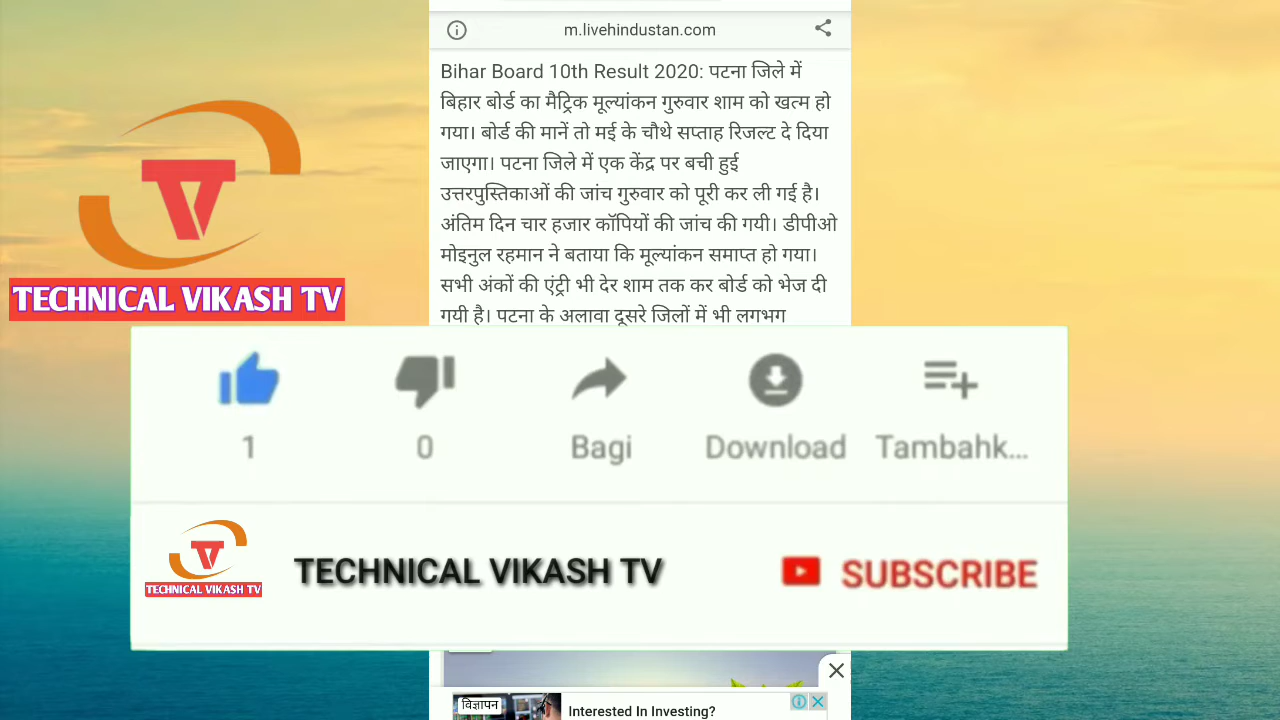 m.livehindustan.com
Bihar Board 10th Result 2020: पटना जिले में
बिहार बोर्ड का मैट्रिक मूल्यांकन गुरुवार शाम को खत्म हो
गया। बोर्ड की मानें तो मई के चौथे सप्ताह रिजल्ट दे दिया
जाएगा। पटना जिले में एक केंद्र पर बची हुई
उत्तरपुस्तिकाओं की जांच गुरुवार को पूरी कर ली गई है।
अंतिम दिन चार हजार कॉपियों की जांच की गयी। डीपीओ
मोइनुल रहमान ने बताया कि मूल्यांकन समाप्त हो गया।
सभी अंकों की एंट्री भी देर शाम तक कर बोर्ड को भेज दी
गयी है। पटना के अलावा दूसरे जिलों में भी लगभग
TECHNICAL VIKASH TV
1 0 Bagi Download Tambahk...
TECHNICAL VIKASH TV
TECHNICAL VIKASH TV
SUBSCRIBE
विज्ञापन
Interested In Investing?